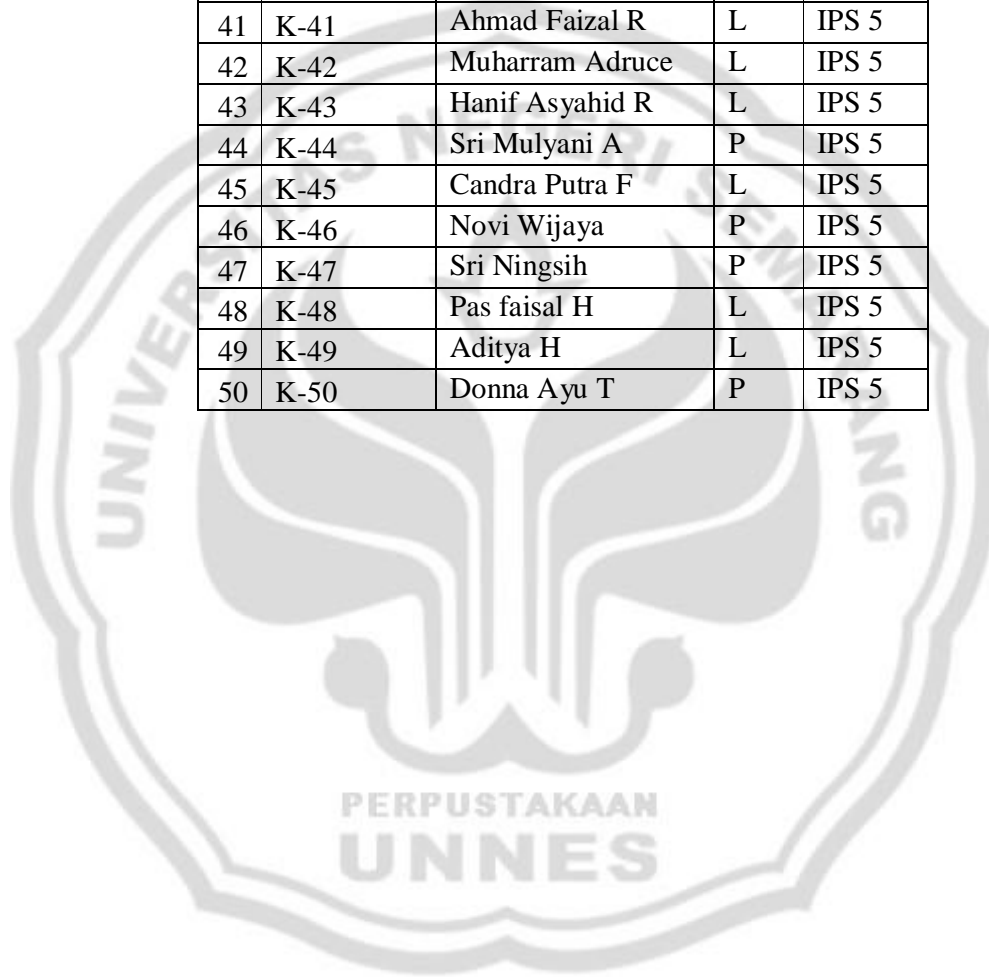 41 K-41 Ahmad Faizal R L IPS 5
42 K-42 Muharram Adruce L IPS 5
43 K-43 Hanif Asyahid R L IPS 5
44 K-44 Sri Mulyani A P IPS 5
45 K-45 Candra Putra F L IPS 5
46 K-46 Novi Wijaya P IPS 5
47 K-47 Sri Ningsih P IPS 5
48 K-48 Pas faisal H L IPS 5
49 K-49 Aditya H L IPS 5
50 K-50 Donna Ayu T P IPS 5
UNIVERSITAS NEGERI SEMARANG
PERPUSTAKAAN
UNNES